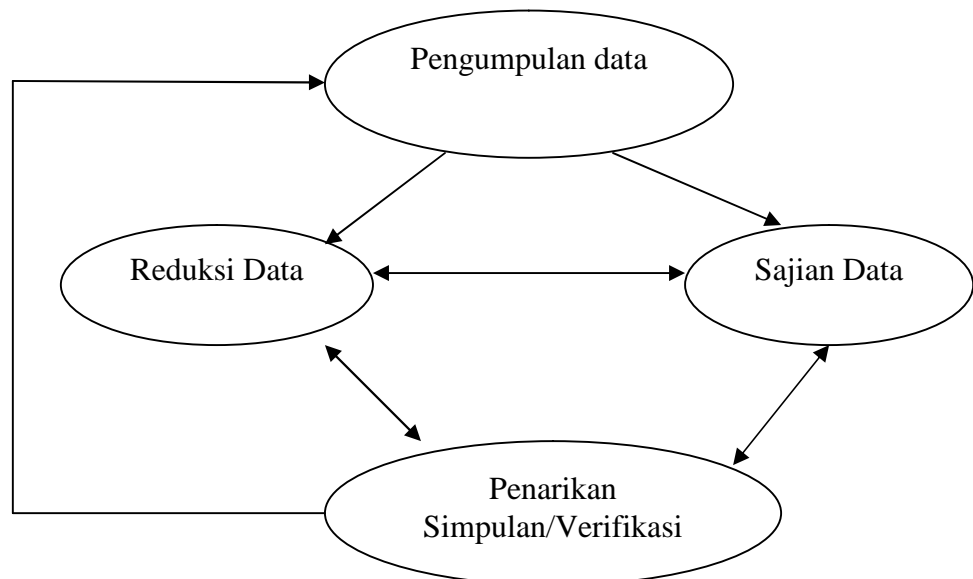 Pengumpulan data
Reduksi Data
Sajian Data
Penarikan
Simpulan/Verifikasi